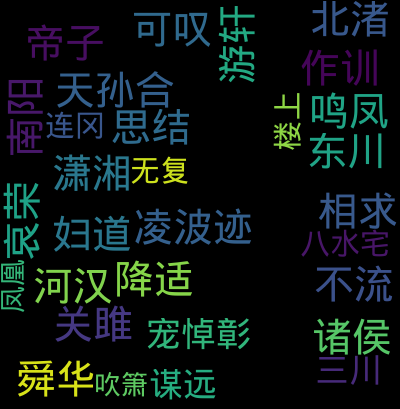 帝子
可叹
游轩
北渚
作训
南阳
天孙合
连冈
思结
楼上
鸣凤
东川
潇湘
无复
哀荣
妇道
凌波迹
相求
八水宅
凤凰
河汉
降适
不流
关雎
宠悼彰
诸侯
舜华
吹箫
谋远
三川